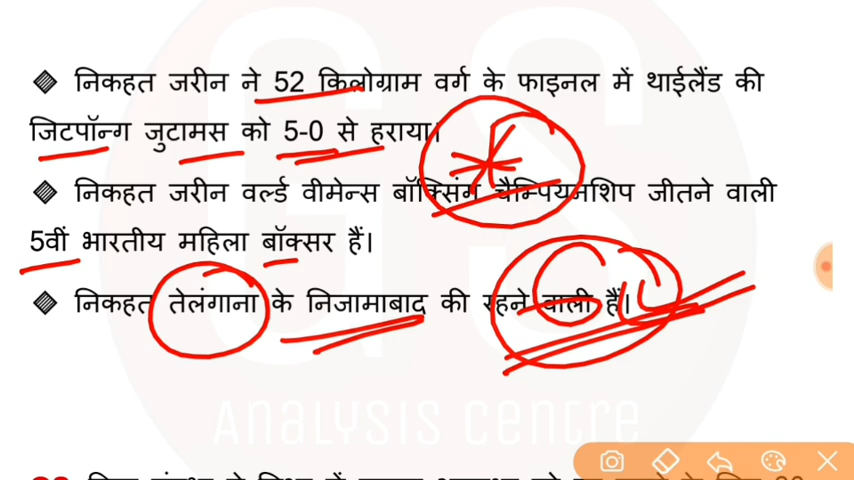 निकहत जरीन ने 52 किलोग्राम वर्ग के फाइनल में थाईलैंड की
जिटपॉन्ग जुटामस को 5-0 से हराया।
निकहत जरीन वर्ल्ड वीमेन्स बॉक्सिंग चैम्पियनशिप जीतने वाली
5वीं भारतीय महिला बॉक्सर हैं।
निकहत तेलंगाना के निजामाबाद की रहने वाली हैं।
GS
Analysis Centre